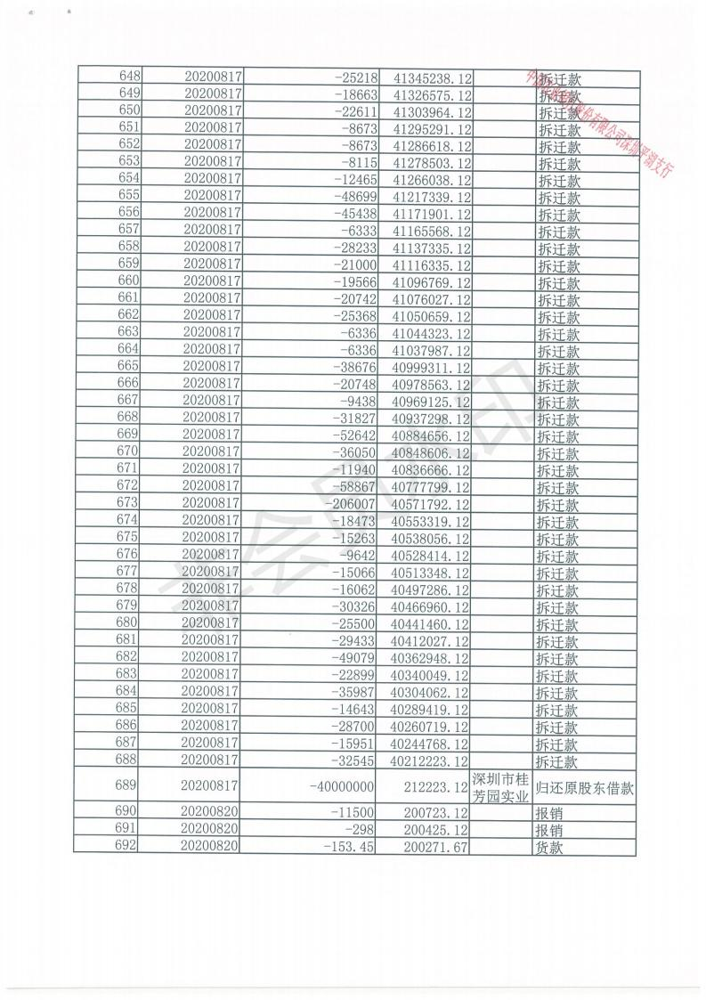 648 20200817 -25218 41345238.12 拆迁款
649 20200817 -18663 41326575.12 拆迁款
650 20200817 -22611 41303964.12 拆迁款
651 20200817 -8673 41295291.12 拆迁款
652 20200817 -8673 41286618.12 拆迁款
653 20200817 -8115 41278503.12 拆迁款
654 20200817 -12465 41266038.12 拆迁款
655 20200817 -48699 41217339.12 拆迁款
656 20200817 -45438 41171901.12 拆迁款
657 20200817 -6333 41165568.12 拆迁款
658 20200817 -28233 41137335.12 拆迁款
659 20200817 -21000 41116335.12 拆迁款
660 20200817 -19566 41096769.12 拆迁款
661 20200817 -20742 41076027.12 拆迁款
662 20200817 -25368 41050659.12 拆迁款
663 20200817 -6336 41044323.12 拆迁款
664 20200817 -6336 41037987.12 拆迁款
665 20200817 -38676 40999311.12 拆迁款
666 20200817 -20748 40978563.12 拆迁款
667 20200817 -9438 40969125.12 拆迁款
668 20200817 -31827 40937298.12 拆迁款
669 20200817 -52642 40884656.12 拆迁款
670 20200817 -36050 40848606.12 拆迁款
671 20200817 -11940 40836666.12 拆迁款
672 20200817 -58867 40777799.12 拆迁款
673 20200817 -206007 40571792.12 拆迁款
674 20200817 -18473 40553319.12 拆迁款
675 20200817 -15263 40538056.12 拆迁款
676 20200817 -9642 40528414.12 拆迁款
677 20200817 -15066 40513348.12 拆迁款
678 20200817 -16062 40497286.12 拆迁款
679 20200817 -30326 40466960.12 拆迁款
680 20200817 -25500 40441460.12 拆迁款
681 20200817 -29433 40412027.12 拆迁款
682 20200817 -49079 40362948.12 拆迁款
683 20200817 -22899 40340049.12 拆迁款
684 20200817 -35987 40304062.12 拆迁款
685 20200817 -14643 40289419.12 拆迁款
686 20200817 -28700 40260719.12 拆迁款
687 20200817 -15951 40244768.12 拆迁款
688 20200817 -32545 40212223.12 拆迁款
689 20200817 -40000000 212223.12 深圳市桂 归还原股东借款
芳园实业
690 20200820 -11500 200723.12 报销
691 20200820 -298 200425.12 报销
692 20200820 -153.45 200271.67 货款
股份有限公司深圳平湖支行
非会员水印